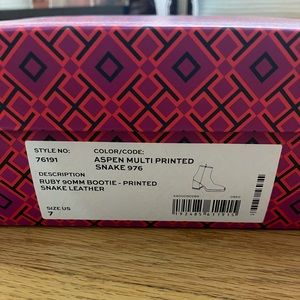 STYLE NO: COLOR/CODE:
76191 ASPEN MULTI PRINTED
SNAKE 976
DESCRIPTION
RUBY 90MM BOOTIE - PRINTED
SNAKE LEATHER
SIZE US
7